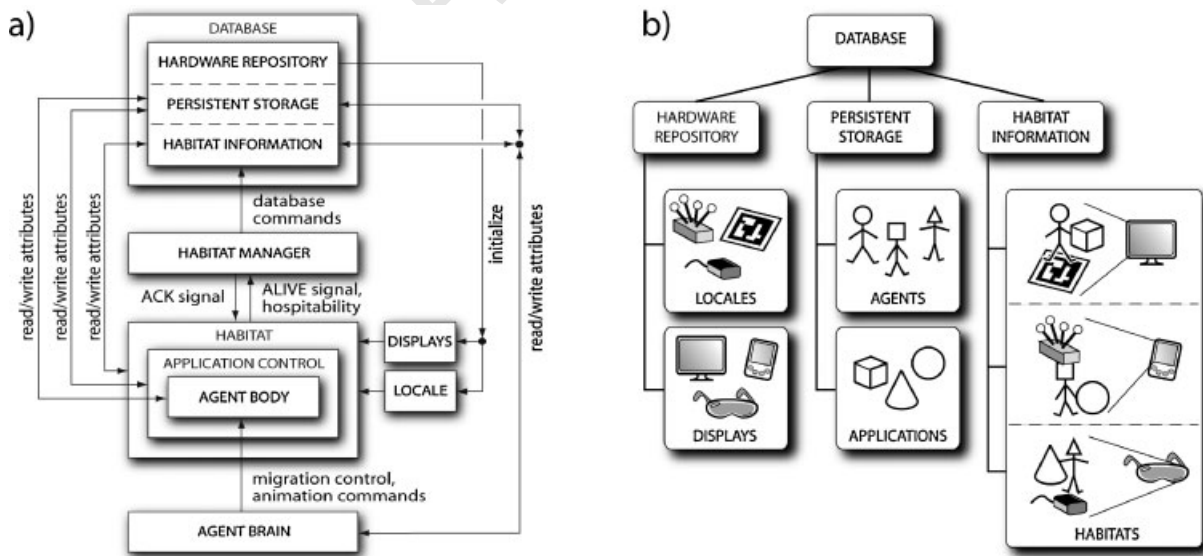 a)
DATABASE
HARDWARE REPOSITORY
PERSISTENT STORAGE
HABITAT INFORMATION
database
commands
HABITAT MANAGER
ACK signal
ALIVE signal,
hospitability
HABITAT
APPLICATION CONTROL
AGENT BODY
DISPLAYS
LOCALE
migration control,
animation commands
AGENT BRAIN
read/write attributes
read/write attributes
read/write attributes
initialize
read/write attributes
b)
DATABASE
HARDWARE
REPOSITORY
PERSISTENT
STORAGE
HABITAT
INFORMATION
LOCALES
AGENTS
DISPLAYS
APPLICATIONS
HABITATS